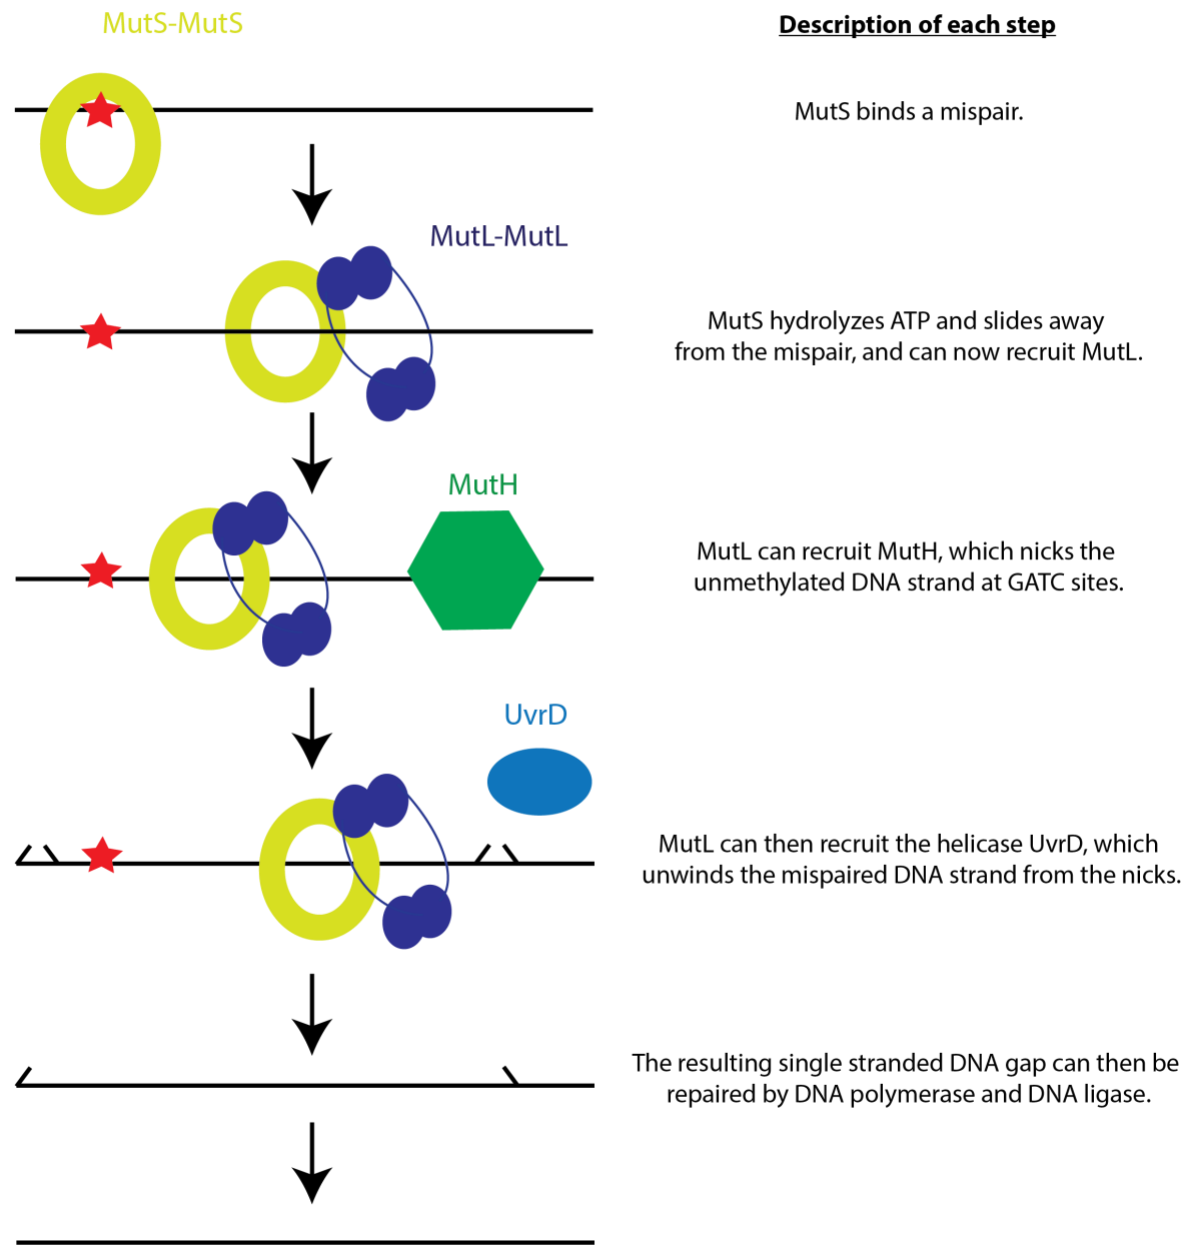 MutS-MutS
Description of each step
MutS binds a mispair.
MutL-MutL
MutS hydrolyzes ATP and slides away
from the mispair, and can now recruit MutL.
MutH
MutL can recruit MutH, which nicks the
unmethylated DNA strand at GATC sites.
UvrD
MutL can then recruit the helicase UvrD, which
unwinds the mispaired DNA strand from the nicks.
The resulting single stranded DNA gap can then be
repaired by DNA polymerase and DNA ligase.